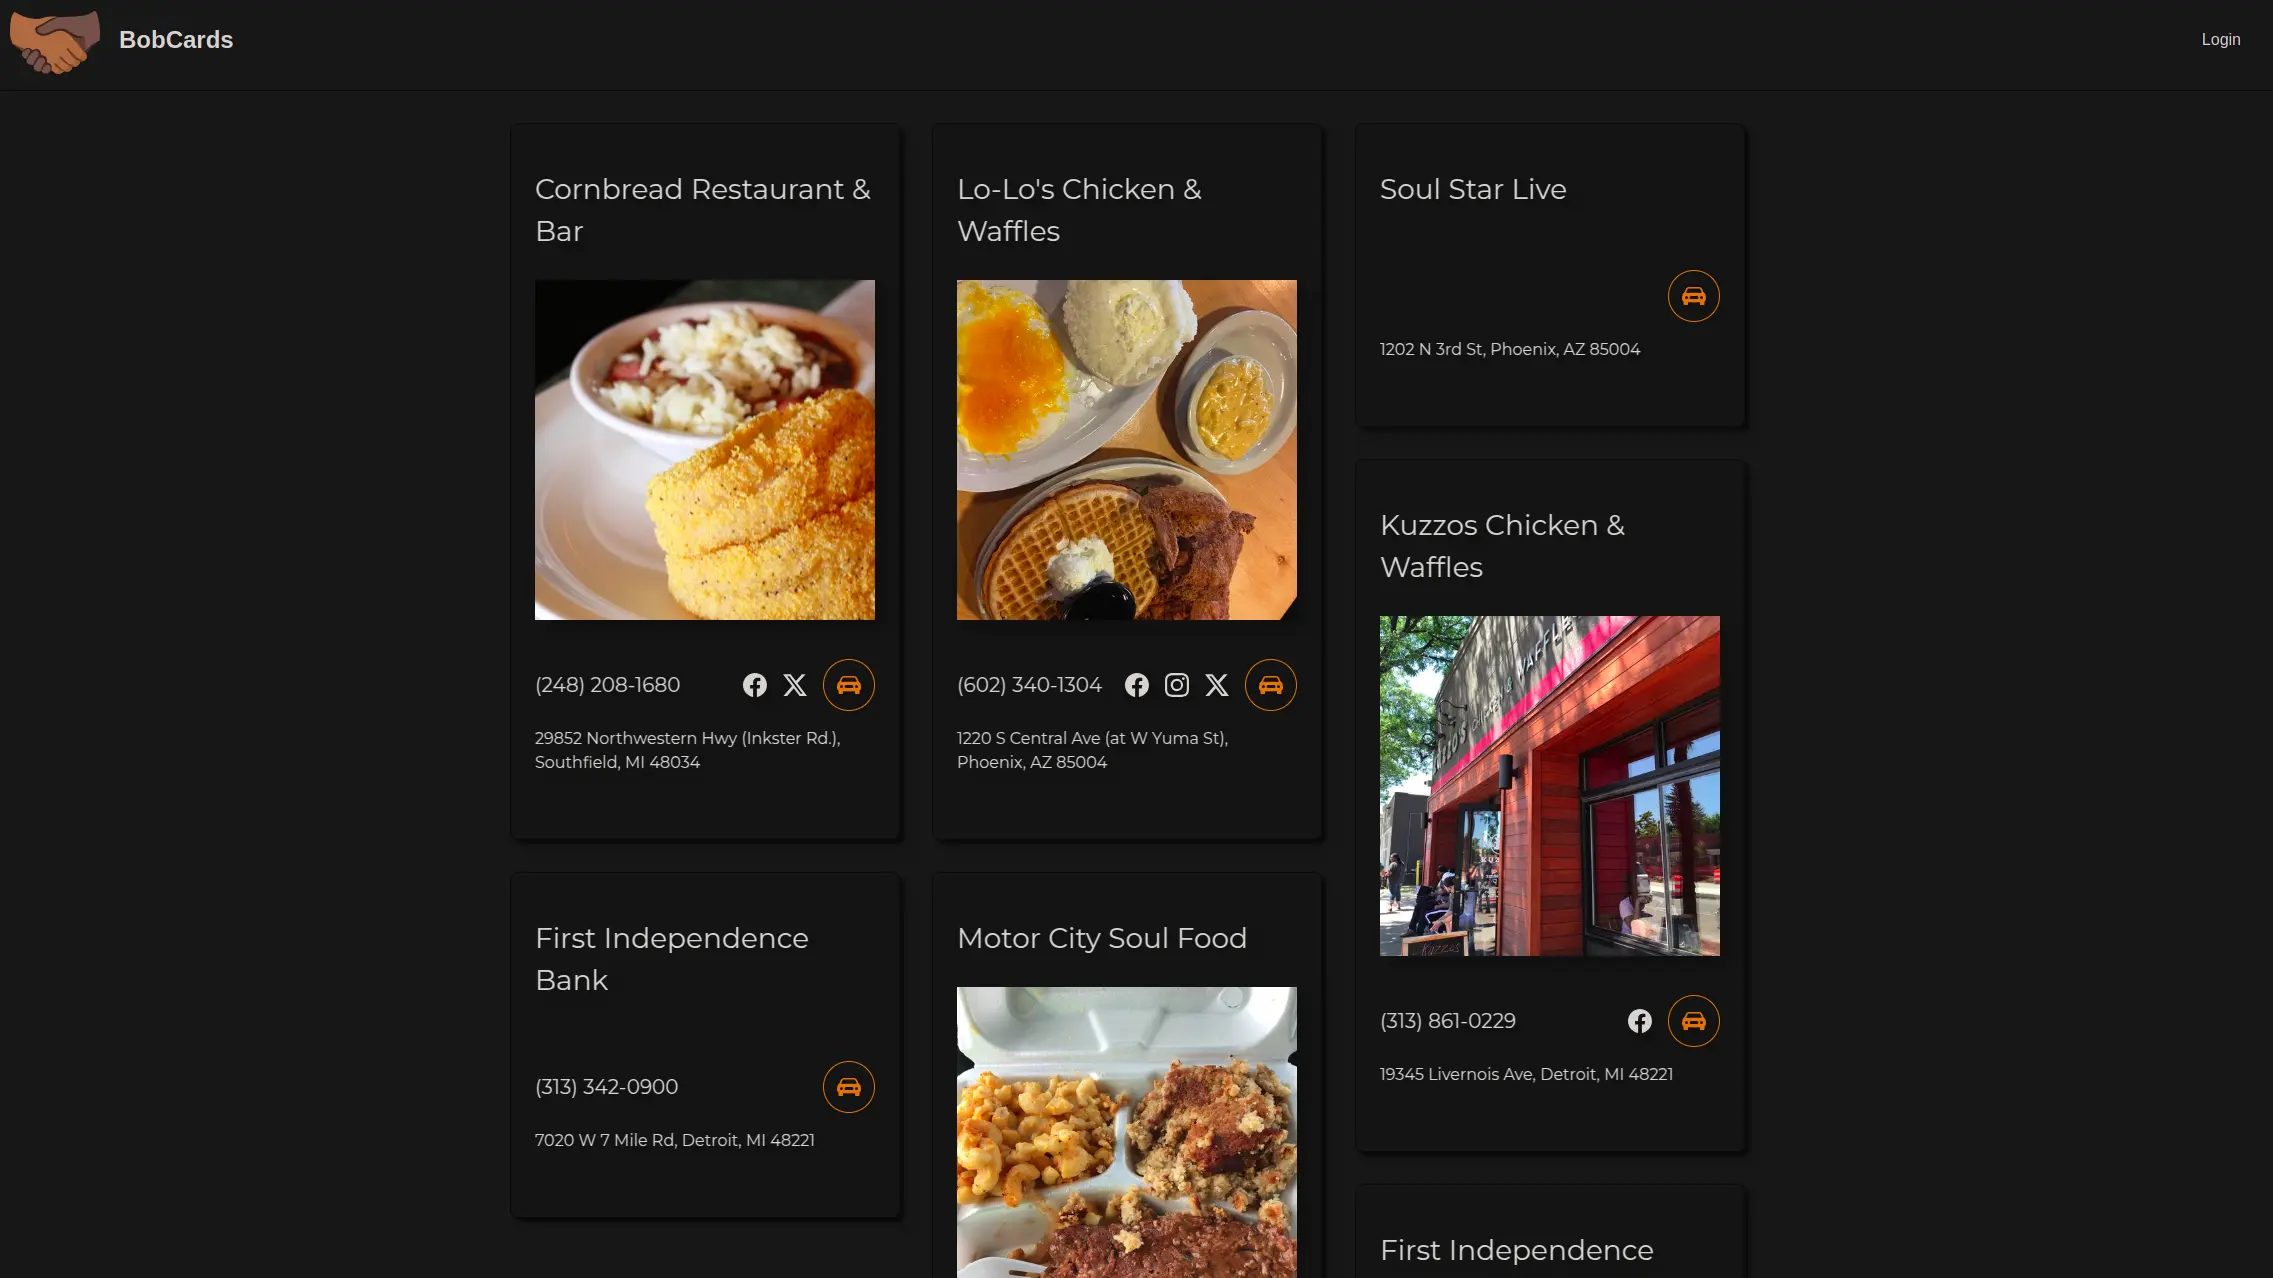 BobCards
Login
Cornbread Restaurant &
Bar
(248) 208-1680
29852 Northwestern Hwy (Inkster Rd.),
Southfield, MI 48034
Lo-Lo's Chicken &
Waffles
(602) 340-1304
1220 S Central Ave (at W Yuma St),
Phoenix, AZ 85004
Soul Star Live
1202 N 3rd St, Phoenix, AZ 85004
Kuzzos Chicken &
Waffles
(313) 861-0229
19345 Livernois Ave, Detroit, MI 48221
First Independence
Bank
(313) 342-0900
7020 W 7 Mile Rd, Detroit, MI 48221
Motor City Soul Food
First Independence